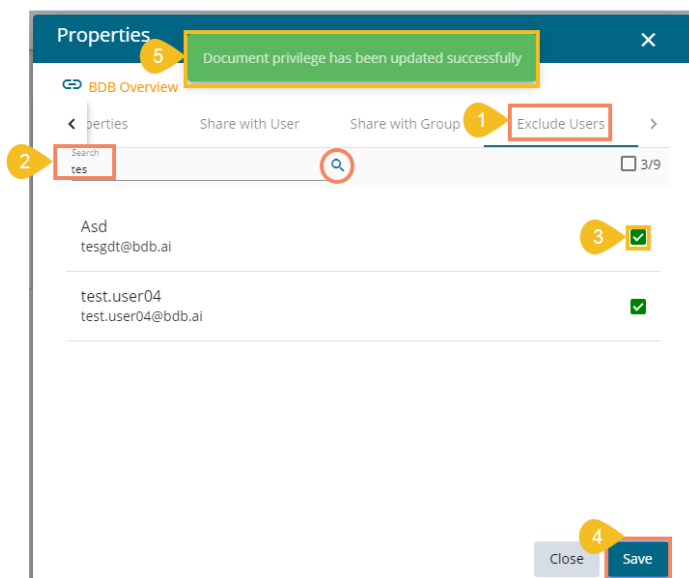 Properties
5
Document privilege has been updated successfully
BDB Overview
perties
Share with User
Share with Group
1
Exclude Users
2
Search
tes
3/9
Asd
tesgdt@bdb.ai
3
test.user04
test.user04@bdb.ai
4
Close
Save